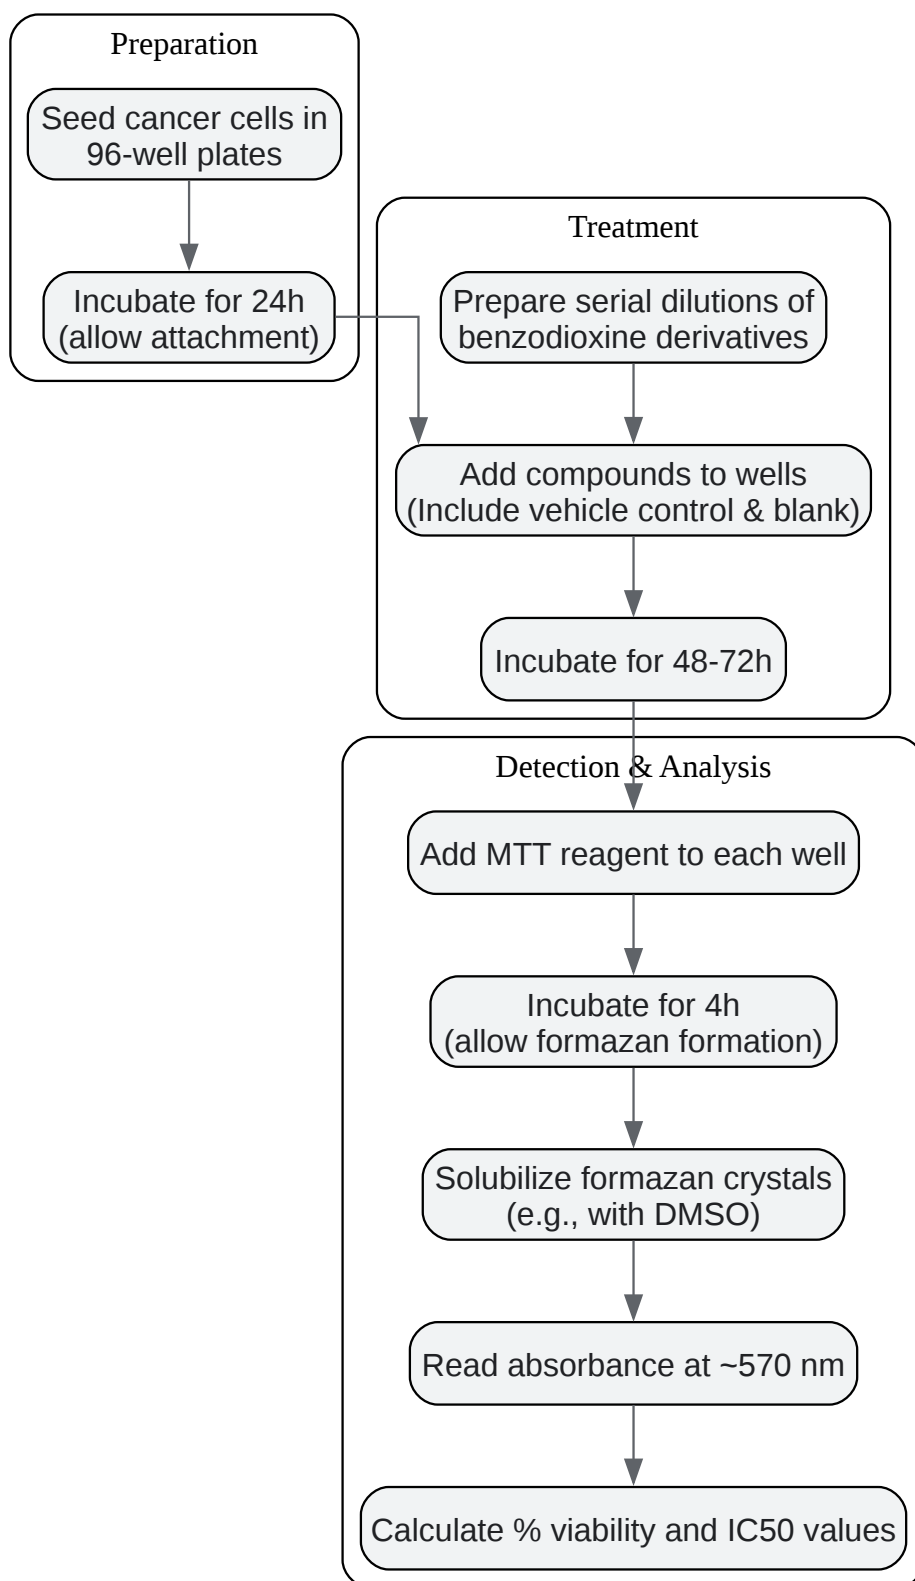 Preparation
Seed cancer cells in
96-well plates
Incubate for 24h
(allow attachment)
Treatment
Prepare serial dilutions of
benzodioxine derivatives
Add compounds to wells
(Include vehicle control & blank)
Incubate for 48-72h
Detection & Analysis
Add MTT reagent to each well
Incubate for 4h
(allow formazan formation)
Solubilize formazan crystals
(e.g., with DMSO)
Read absorbance at ~570 nm
Calculate % viability and IC50 values